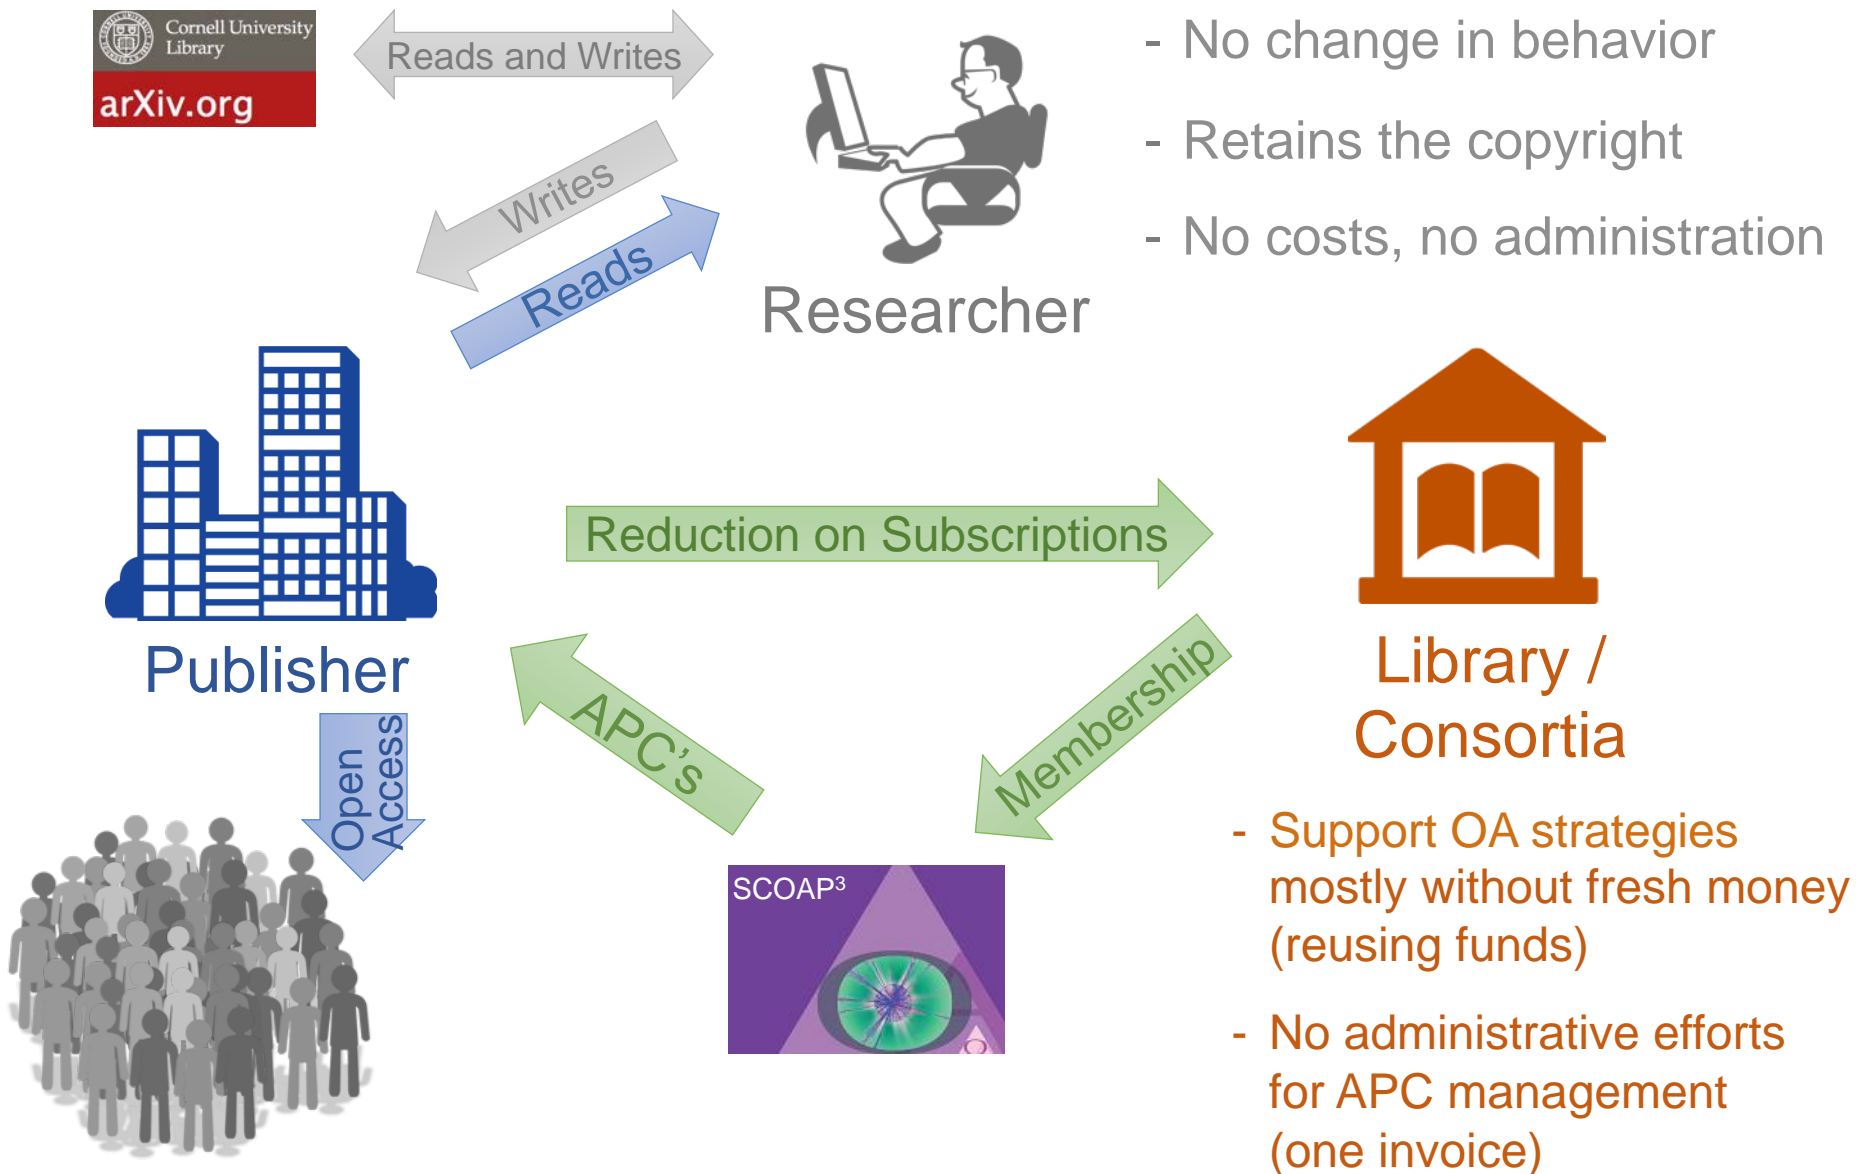 Cornell University
Library
arXiv.org
Reads and Writes
- No change in behavior
- Retains the copyright
- No costs, no administration
Writes
Reads
Researcher
Publisher
Reduction on Subscriptions
Library /
Consortia
Open
Access
APC's
Membership
SCOAP³
- Support OA strategies
mostly without fresh money
(reusing funds)
- No administrative efforts
for APC management
(one invoice)